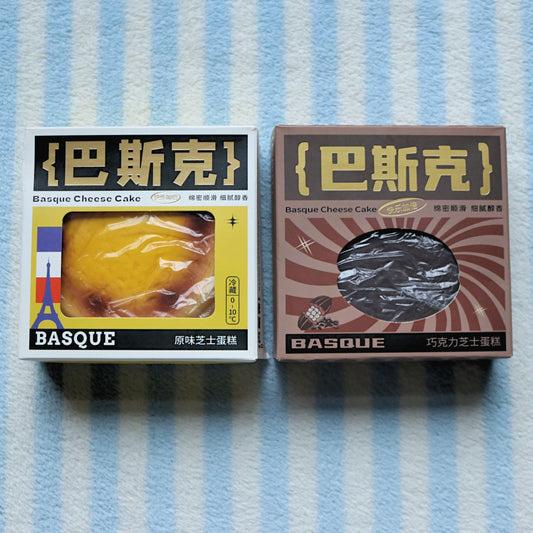 {巴斯克}
Basque Cheese Cake
绵密顺滑 细腻醇香
冷藏
0-10℃
BASQUE
原味芝士蛋糕
{巴斯克}
Basque Cheese Cake
绵密顺滑 细腻醇香
BASQUE
巧克力芝士蛋糕